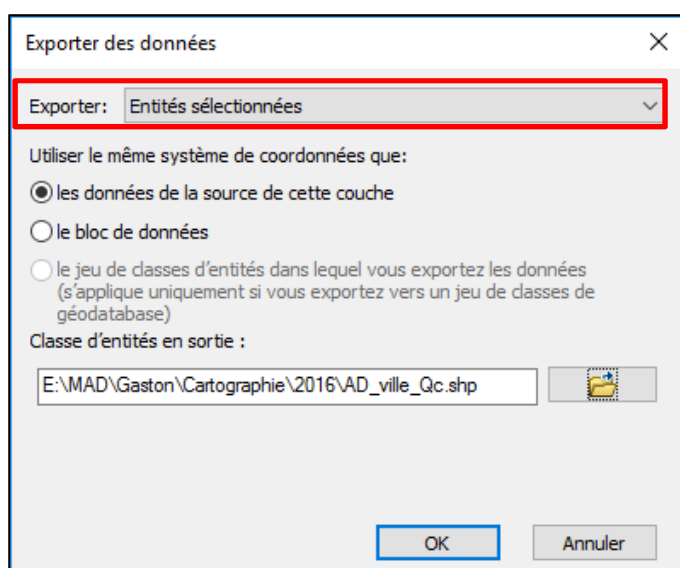 Exporter des données
Exporter: Entités sélectionnées
Utiliser le même système de coordonnées que:
les données de la source de cette couche
le bloc de données
le jeu de classes d'entités dans lequel vous exportez les données
(s'applique uniquement si vous exportez vers un jeu de classes de
géodatabase)
Classe d'entités en sortie :
E:\MAD\Gaston\Cartographie\2016\AD_ville_Qc.shp
OK Annuler